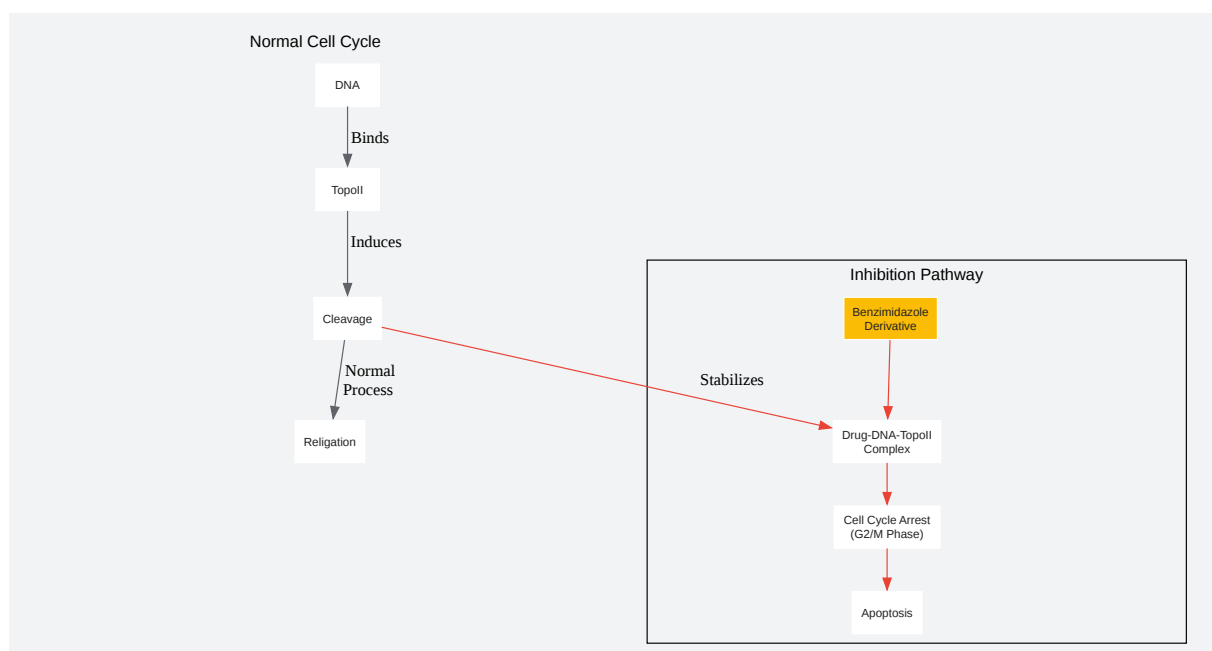 Normal Cell Cycle
DNA
Binds
TopoII
Induces
Cleavage
Normal
Process
Religation
Stabilizes
Inhibition Pathway
Benzimidazole
Derivative
Drug-DNA-TopoII
Complex
Cell Cycle Arrest
(G2/M Phase)
Apoptosis